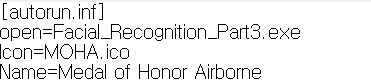 [autorun.inf]
open=Facial_Recognition_Part3.exe
Icon=MOHA.ico
Name=Medal of Honor Airborne